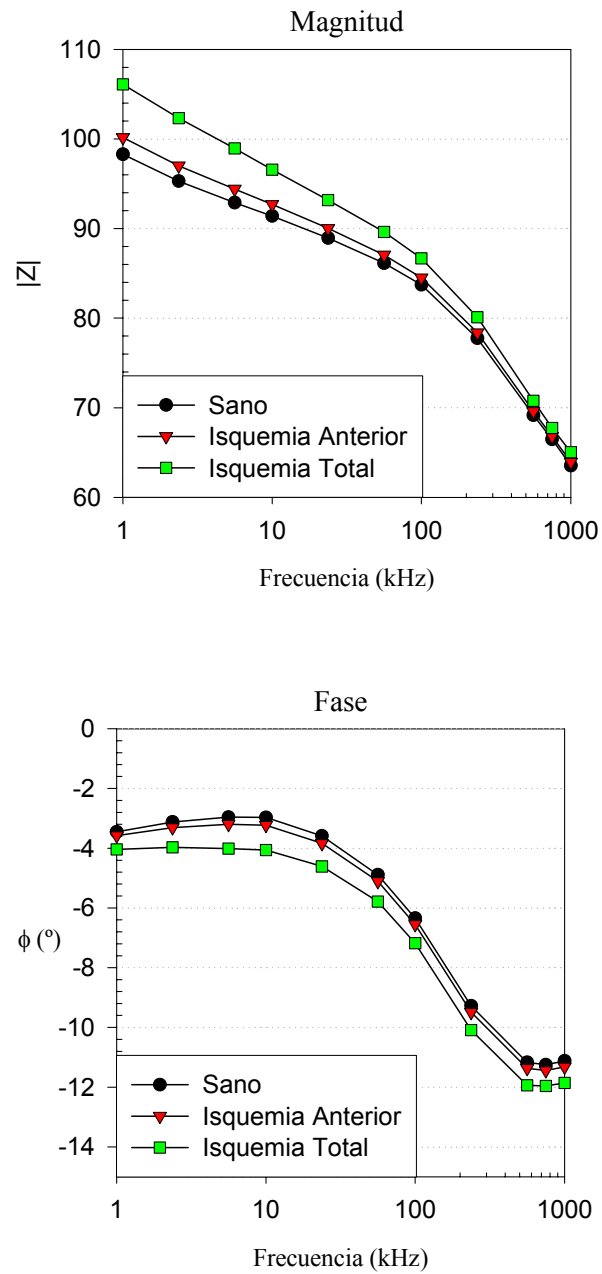 Magnitud
110
100
90
80
70
60
|Z|
Sano
Isquemia Anterior
Isquemia Total
1 10 100 1000
Frecuencia (kHz)
Fase
0
-2
-4
-6
-8
-10
-12
-14
ϕ (º)
Sano
Isquemia Anterior
Isquemia Total
1 10 100 1000
Frecuencia (kHz)